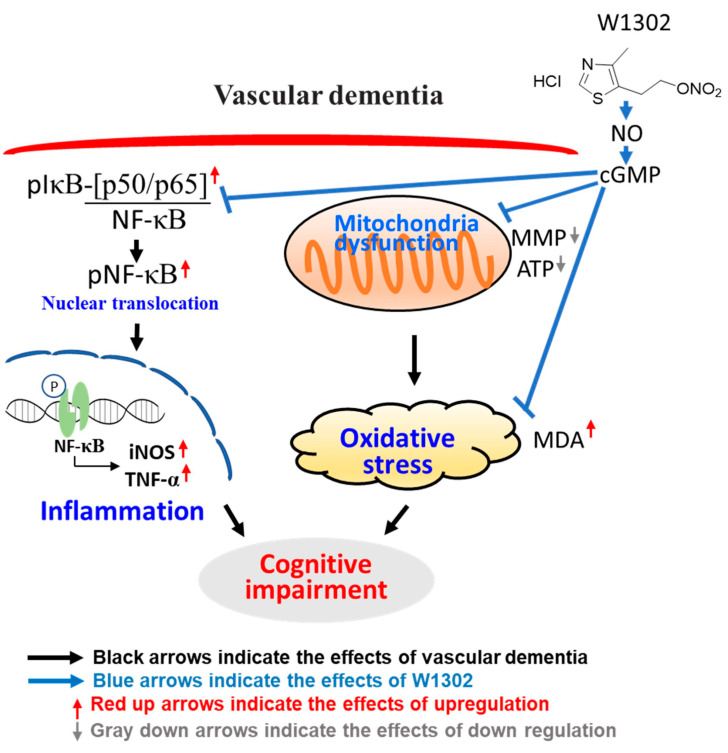 W1302
N
HCl
S
ONO2
Vascular dementia
NO
cGMP
pIκB-[p50/p65]
NF-κB
Mitochondria
dysfunction
MMP
ATP
pNF-κB
Nuclear translocation
P
NF-κB
iNOS
TNF-α
Oxidative
stress
MDA
Inflammation
Cognitive
impairment
Black arrows indicate the effects of vascular dementia
Blue arrows indicate the effects of W1302
Red up arrows indicate the effects of upregulation
Gray down arrows indicate the effects of down regulation